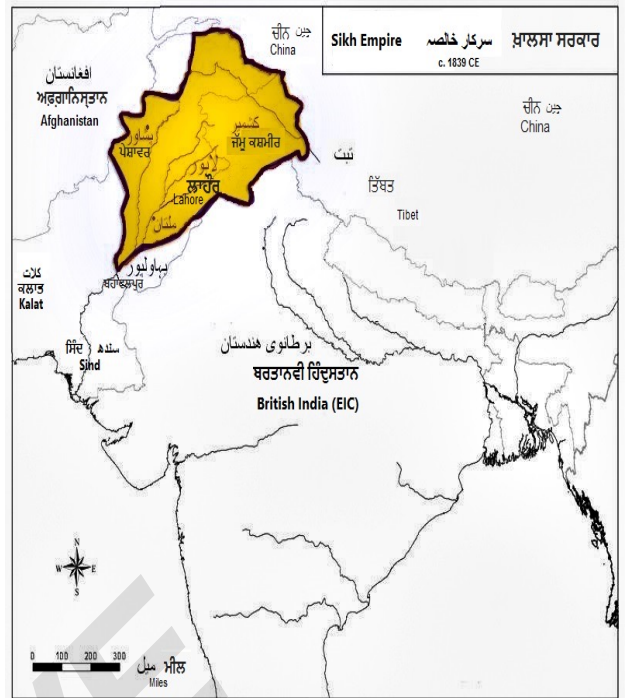 Sikh Empire سرکار خالصہ ਖ਼ਾਲਸਾ ਸਰਕਾਰ
c. 1839 CE
ਚੀਨ چین
China
افغانستان
ਅਫ਼ਗਾਨਿਸ੍ਤਾਨ
Afghanistan
ਚੀਨ چین
China
پشاور
ਪੇਸ਼ਾਵਰ
کشمیر
ਜੰਮੂ ਕਸ਼ਮੀਰ
تبت
ਤਿੱਬਤ
Tibet
لاہور
ਲਾਹੌਰ
Lahore
ملتان
بہاولپور
ਬਹਾਵਲਪੁਰ
کلات
ਕਲਾਤ
Kalat
ਸਿੰਦ سندھ
Sind
برطانوی هندستان
ਬਰਤਾਨਵੀ ਹਿੰਦੁਸਤਾਨ
British India (EIC)
N
W E
S
0 100 200 300 میل ਮੀਲ
Miles